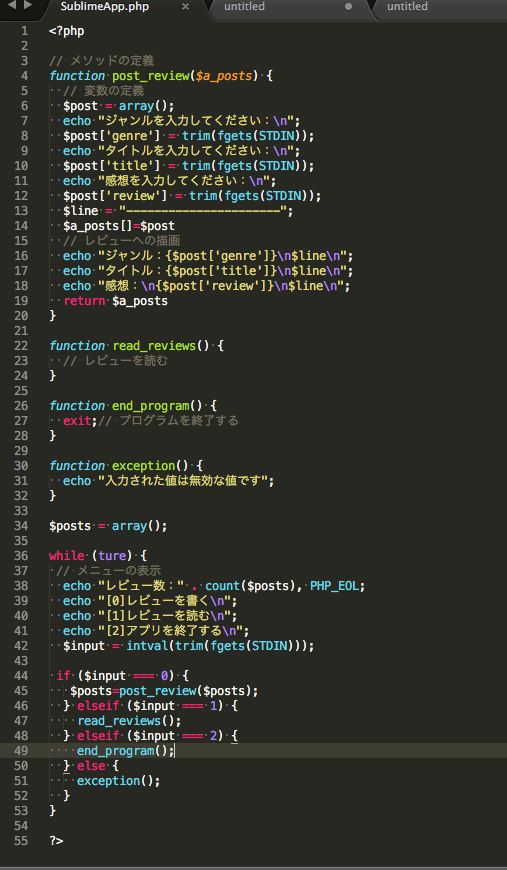 SublimeApp.php × untitled untitled
1 <?php
2
3 // メソッドの定義
4 function post_review($a_posts) {
5   // 変数の定義
6   $post = array();
7   echo "ジャンルを入力してください：\n";
8   $post['genre'] = trim(fgets(STDIN));
9   echo "タイトルを入力してください：\n";
10   $post['title'] = trim(fgets(STDIN));
11   echo "感想を入力してください：\n";
12   $post['review'] = trim(fgets(STDIN));
13   $line = "----------------------";
14   $a_posts[]=$post
15   // レビューへの描画
16   echo "ジャンル：{$post['genre']}\n$line\n";
17   echo "タイトル：{$post['title']}\n$line\n";
18   echo "感想：\n{$post['review']}\n$line\n";
19   return $a_posts
20 }
21
22 function read_reviews() {
23   // レビューを読む
24 }
25
26 function end_program() {
27   exit;// プログラムを終了する
28 }
29
30 function exception() {
31   echo "入力された値は無効な値です";
32 }
33
34 $posts = array();
35
36 while (ture) {
37  // メニューの表示
38   echo "レビュー数：" . count($posts), PHP_EOL;
39   echo "[0]レビューを書く\n";
40   echo "[1]レビューを読む\n";
41   echo "[2]アプリを終了する\n";
42   $input = intval(trim(fgets(STDIN)));
43
44  if ($input === 0) {
45    $posts=post_review($posts);
46   } elseif ($input === 1) {
47     read_reviews();
48   } elseif ($input === 2) {
49     end_program();
50   } else {
51     exception();
52   }
53 }
54
55 ?>